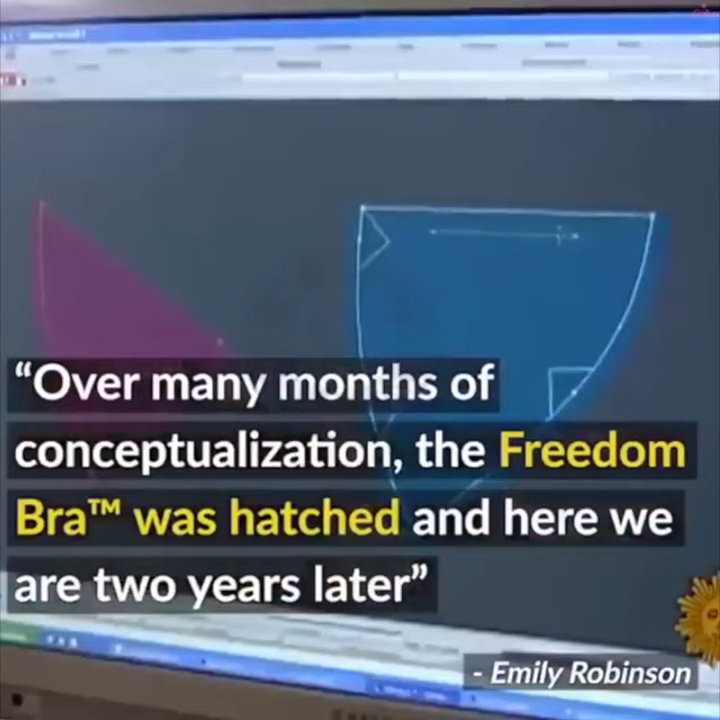 “Over many months of
conceptualization, the Freedom
Bra™ was hatched and here we
are two years later”
- Emily Robinson